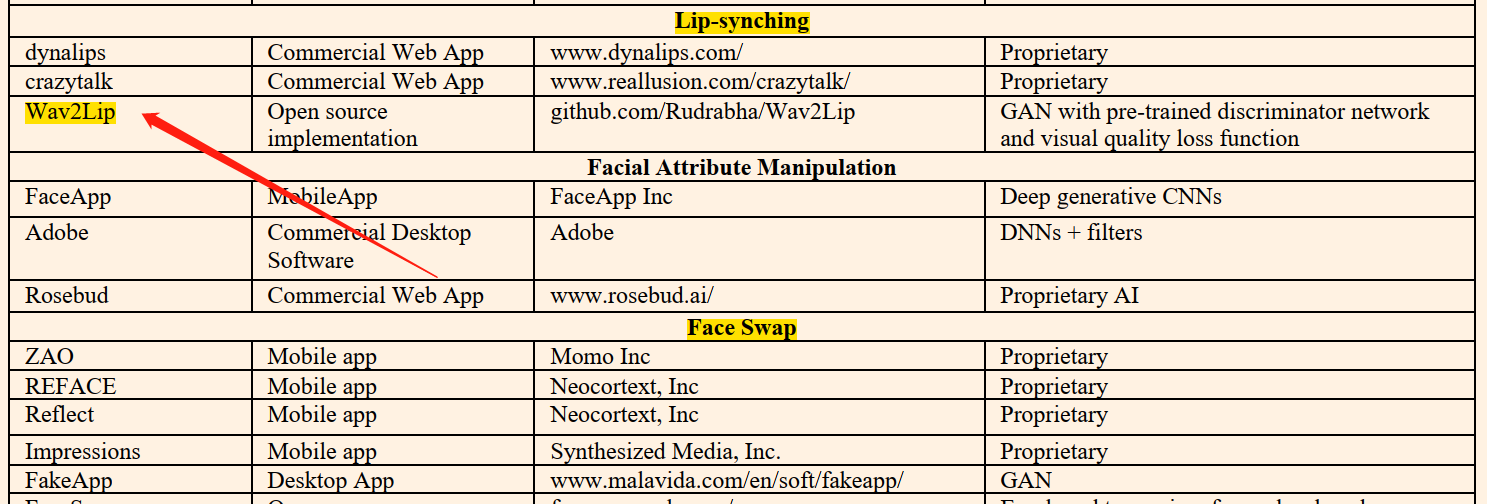 Lip-synching
dynalips Commercial Web App www.dynalips.com/ Proprietary
crazytalk Commercial Web App www.reallusion.com/crazytalk/ Proprietary
Wav2Lip Open source github.com/Rudrabha/Wav2Lip GAN with pre-trained discriminator network
implementation and visual quality loss function
Facial Attribute Manipulation
FaceApp MobileApp FaceApp Inc Deep generative CNNs
Adobe Commercial Desktop Adobe DNNs + filters
Software
Rosebud Commercial Web App www.rosebud.ai/ Proprietary AI
Face Swap
ZAO Mobile app Momo Inc Proprietary
REFACE Mobile app Neocortext, Inc Proprietary
Reflect Mobile app Neocortext, Inc Proprietary
Impressions Mobile app Synthesized Media, Inc. Proprietary
FakeApp Desktop App www.malavida.com/en/soft/fakeapp/ GAN